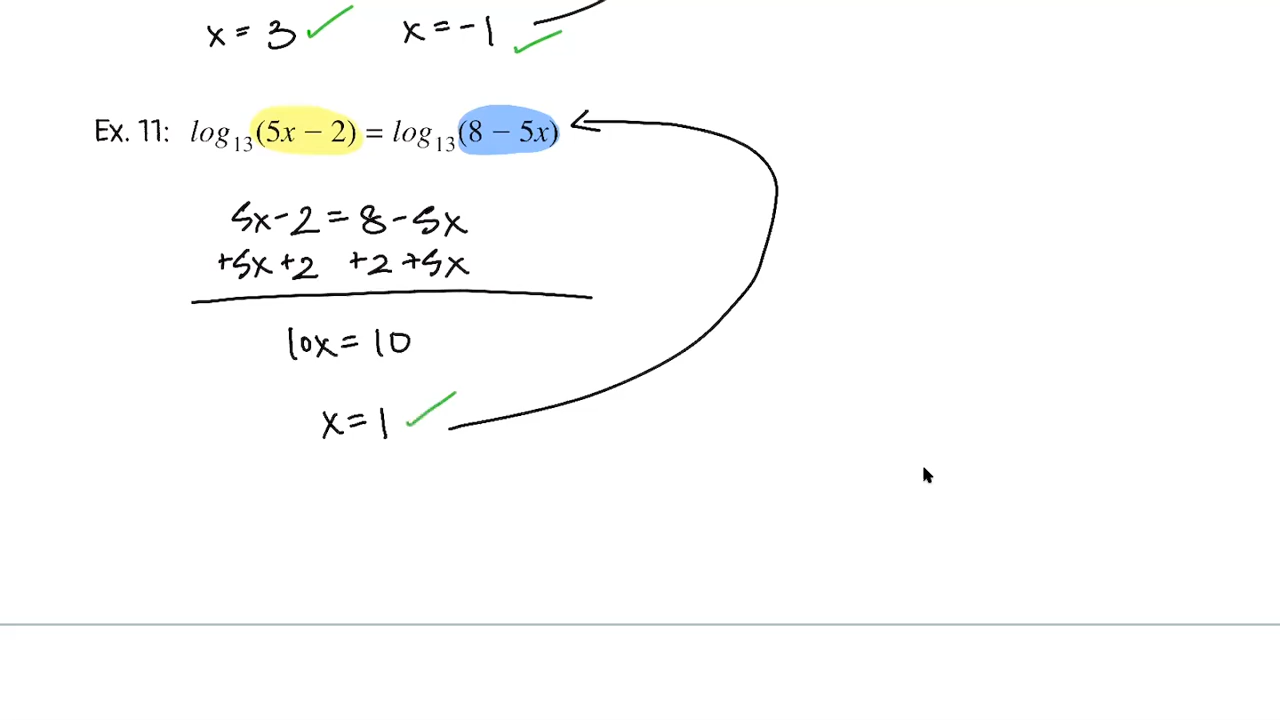 x = 3 x = -1
Ex. 11: log₁₃(5x − 2) = log₁₃(8 − 5x)
5x - 2 = 8 - 5x
+5x +2 +2 +5x
10x = 10
x = 1